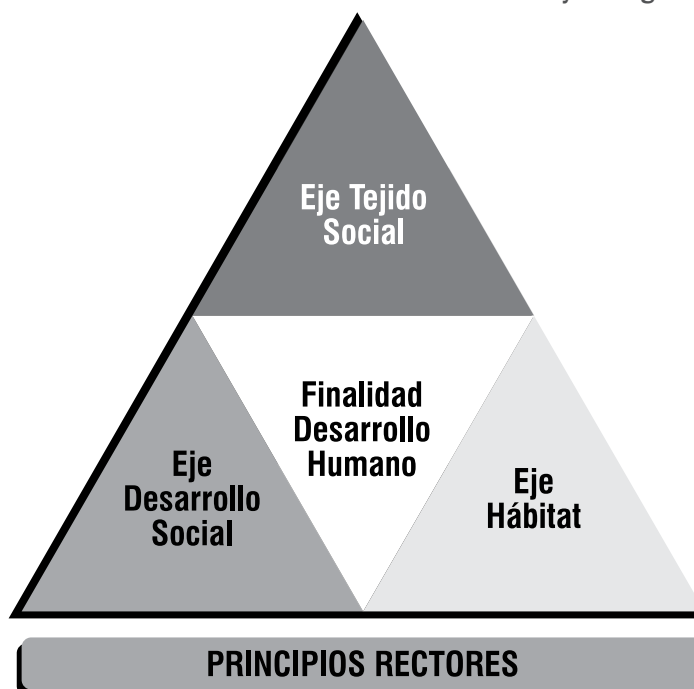 Eje Tejido
Social
Finalidad
Desarrollo
Humano
Eje
Desarrollo
Social
Eje
Hábitat
PRINCIPIOS RECTORES